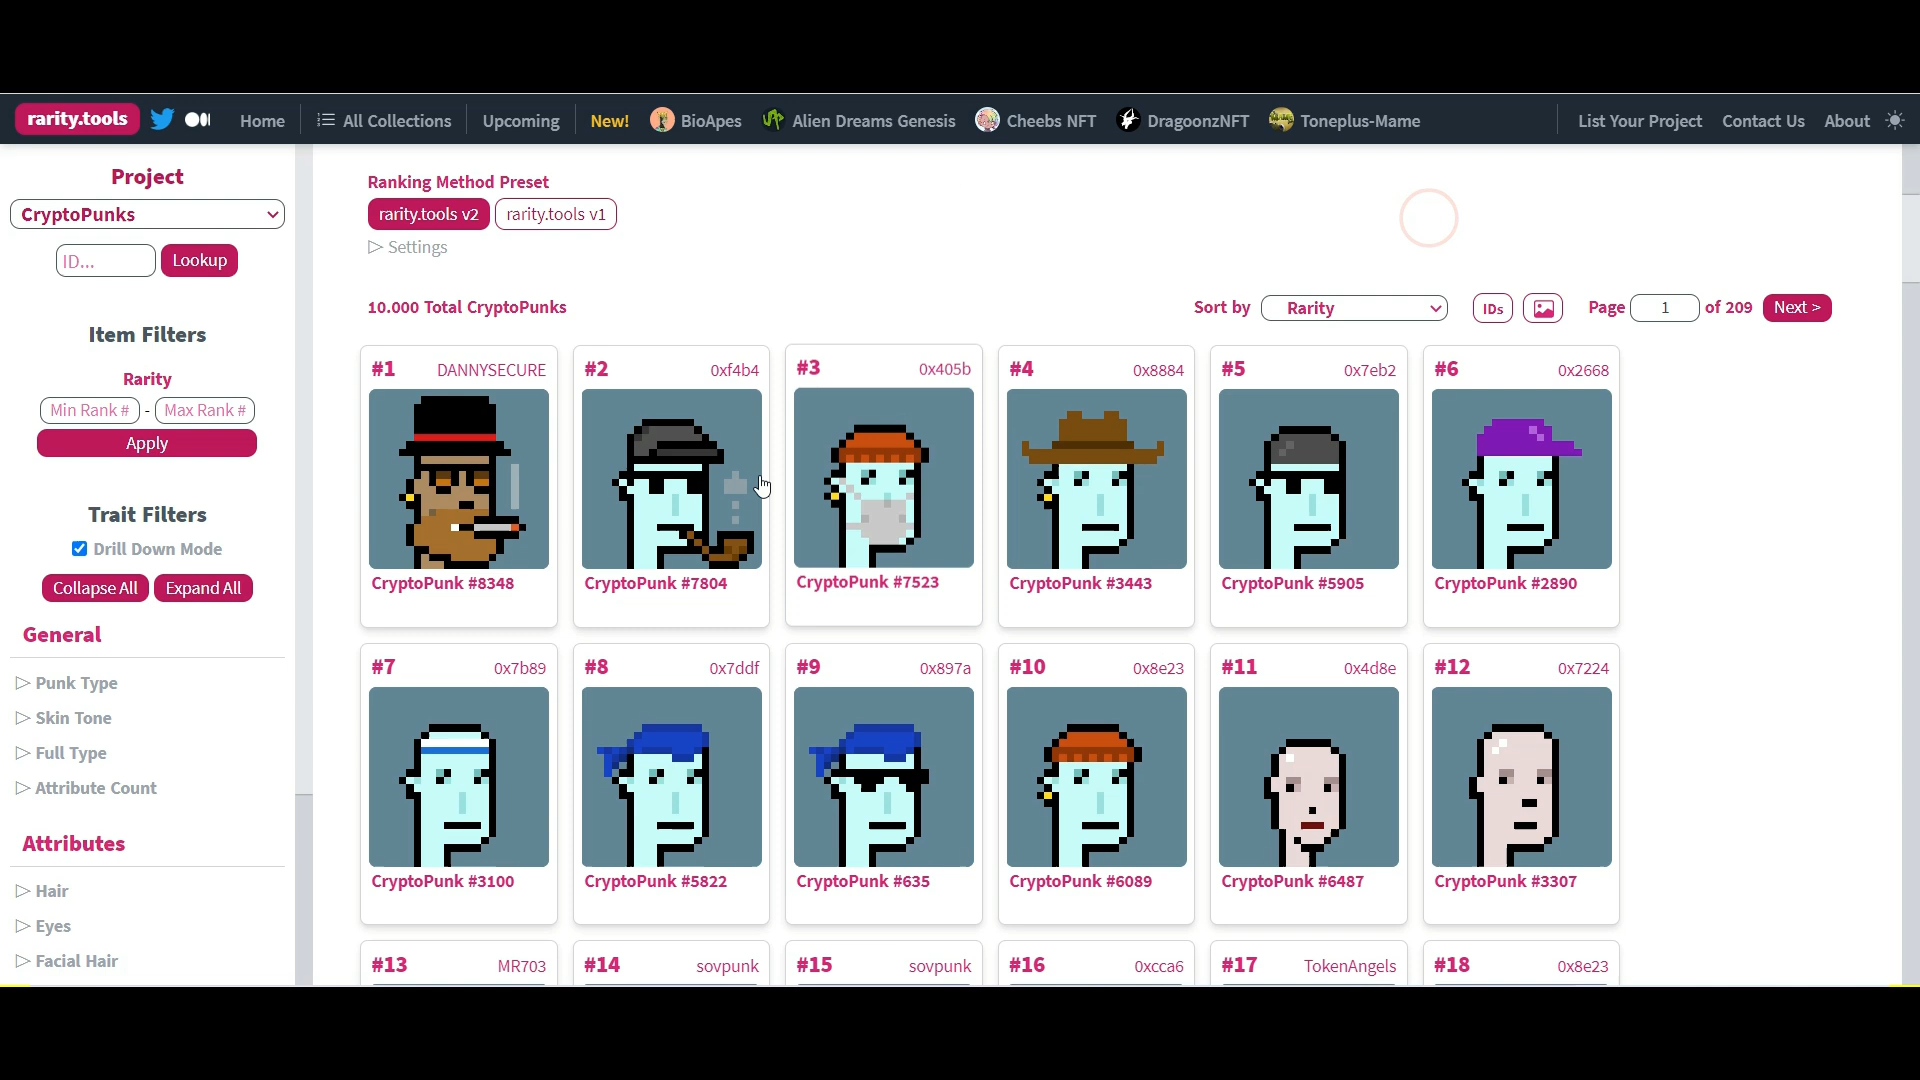 rarity.tools Home All Collections Upcoming New! BioApes Alien Dreams Genesis Cheebs NFT DragoonzNFT Toneplus-Mame List Your Project Contact Us About
Project
CryptoPunks
ID... Lookup
Item Filters
Rarity
Min Rank # - Max Rank #
Apply
Trait Filters
Drill Down Mode
Collapse All Expand All
General
Punk Type
Skin Tone
Full Type
Attribute Count
Attributes
Hair
Eyes
Facial Hair
Ranking Method Preset
rarity.tools v2 rarity.tools v1
Settings
10.000 Total CryptoPunks Sort by Rarity IDs Page 1 of 209 Next >
#1 DANNYSECURE #2 0xf4b4 #3 0x405b #4 0x8884 #5 0x7eb2 #6 0x2668
CryptoPunk #8348 CryptoPunk #7804 CryptoPunk #7523 CryptoPunk #3443 CryptoPunk #5905 CryptoPunk #2890
#7 0x7b89 #8 0x7ddf #9 0x897a #10 0x8e23 #11 0x4d8e #12 0x7224
CryptoPunk #3100 CryptoPunk #5822 CryptoPunk #635 CryptoPunk #6089 CryptoPunk #6487 CryptoPunk #3307
#13 MR703 #14 sovpunk #15 sovpunk #16 0xcca6 #17 TokenAngels #18 0x8e23